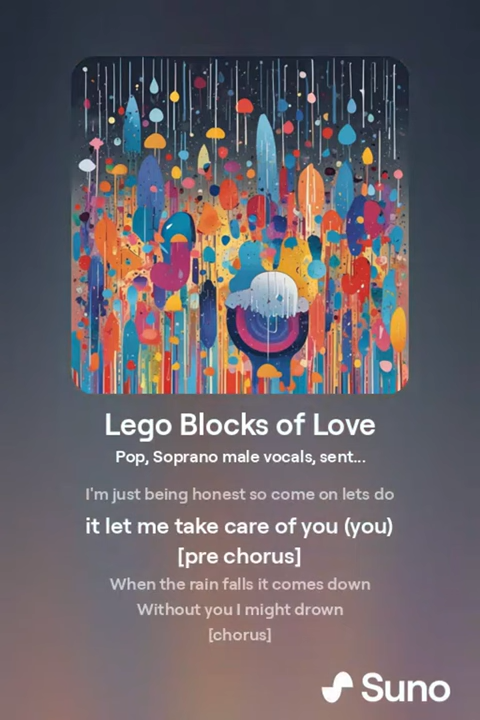 Lego Blocks of Love
Pop, Soprano male vocals, sent...
I'm just being honest so come on lets do
it let me take care of you (you)
[pre chorus]
When the rain falls it comes down
Without you I might drown
[chorus]
Suno